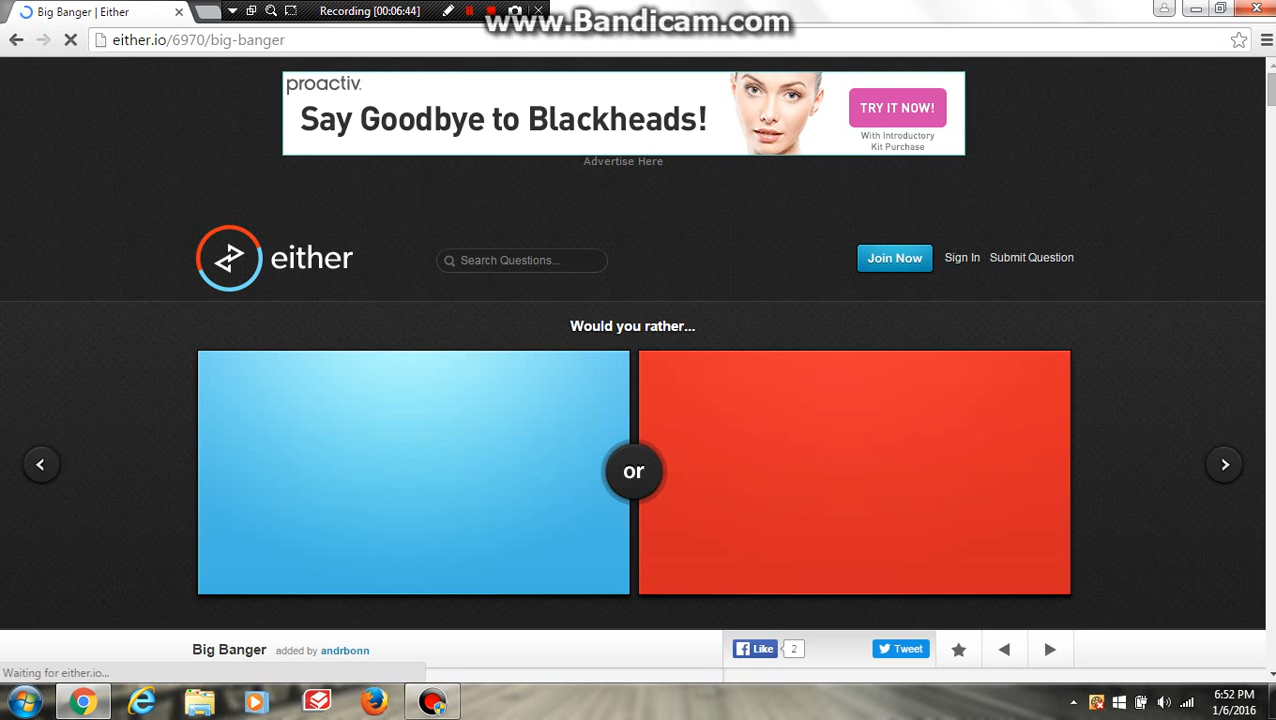 Big Banger | Either
Recording [00:06:44]
www.Bandicam.com
either.io/6970/big-banger
proactiv.
Say Goodbye to Blackheads!
TRY IT NOW!
With Introductory
Kit Purchase
Advertise Here
either
Search Questions...
Join Now
Sign In
Submit Question
Would you rather...
or
Big Banger
added by andrbonn
Like
2
Tweet
Waiting for either.io...
6:52 PM
1/6/2016